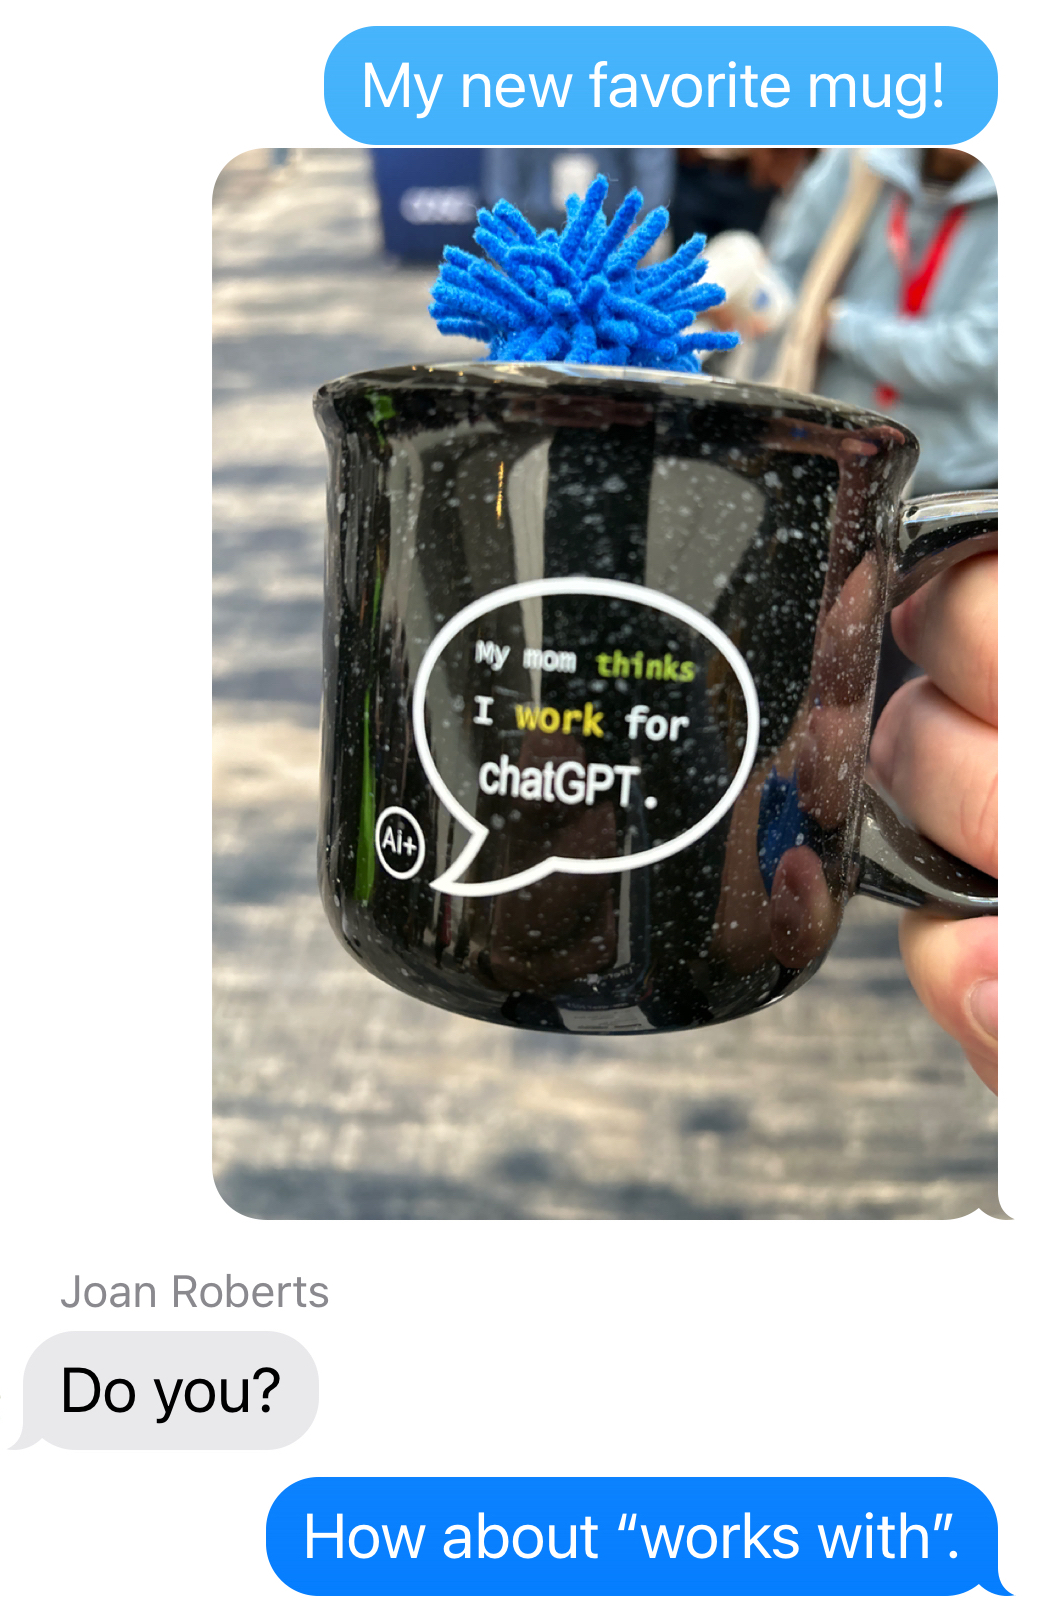 My new favorite mug!
My mom thinks
I work for
chatGPT.
Ai+
Joan Roberts
Do you?
How about “works with”.